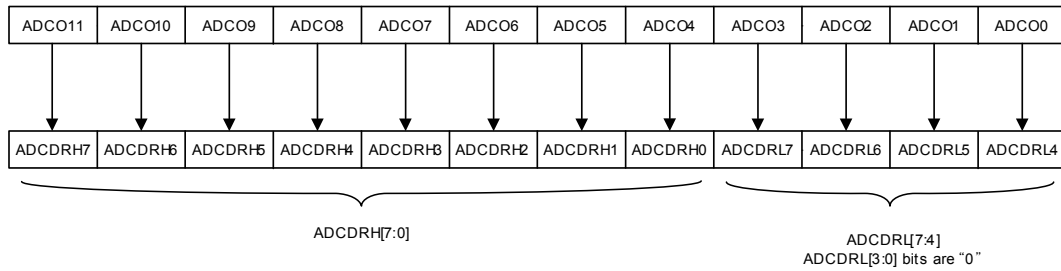 ADCO11 ADCO10 ADCO9 ADCO8 ADCO7 ADCO6 ADCO5 ADCO4 ADCO3 ADCO2 ADCO1 ADCO0
ADCDRH7 ADCDRH6 ADCDRH5 ADCDRH4 ADCDRH3 ADCDRH2 ADCDRH1 ADCDRH0 ADCDRL7 ADCDRL6 ADCDRL5 ADCDRL4
ADCDRH[7:0]
ADCDRL[7:4]
ADCDRL[3:0] bits are “0”